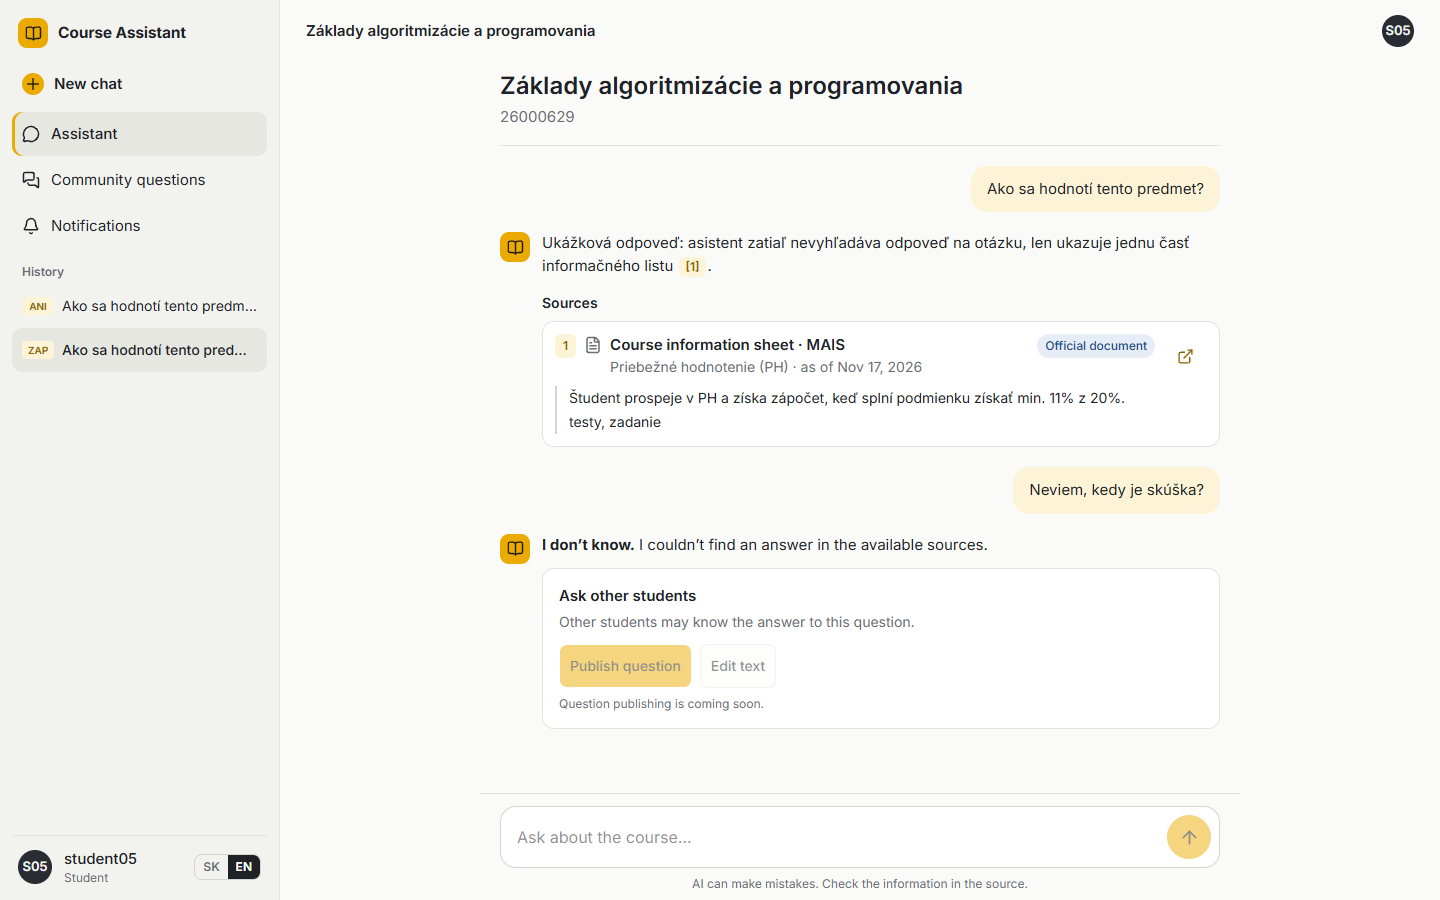 Course Assistant
New chat
Assistant
Community questions
Notifications
History
ANI Ako sa hodnotí tento predm...
ZAP Ako sa hodnotí tento pred...
S05 student05
Student
SK EN
Základy algoritmizácie a programovania
S05
Základy algoritmizácie a programovania
26000629
Ako sa hodnotí tento predmet?
Ukážková odpoveď: asistent zatiaľ nevyhľadáva odpoveď na otázku, len ukazuje jednu časť
informačného listu [1].
Sources
1 Course information sheet · MAIS Official document
Priebežné hodnotenie (PH) · as of Nov 17, 2026
Študent prospeje v PH a získa zápočet, keď splní podmienku získať min. 11% z 20%.
testy, zadanie
Neviem, kedy je skúška?
I don’t know. I couldn’t find an answer in the available sources.
Ask other students
Other students may know the answer to this question.
Publish question Edit text
Question publishing is coming soon.
Ask about the course...
AI can make mistakes. Check the information in the source.